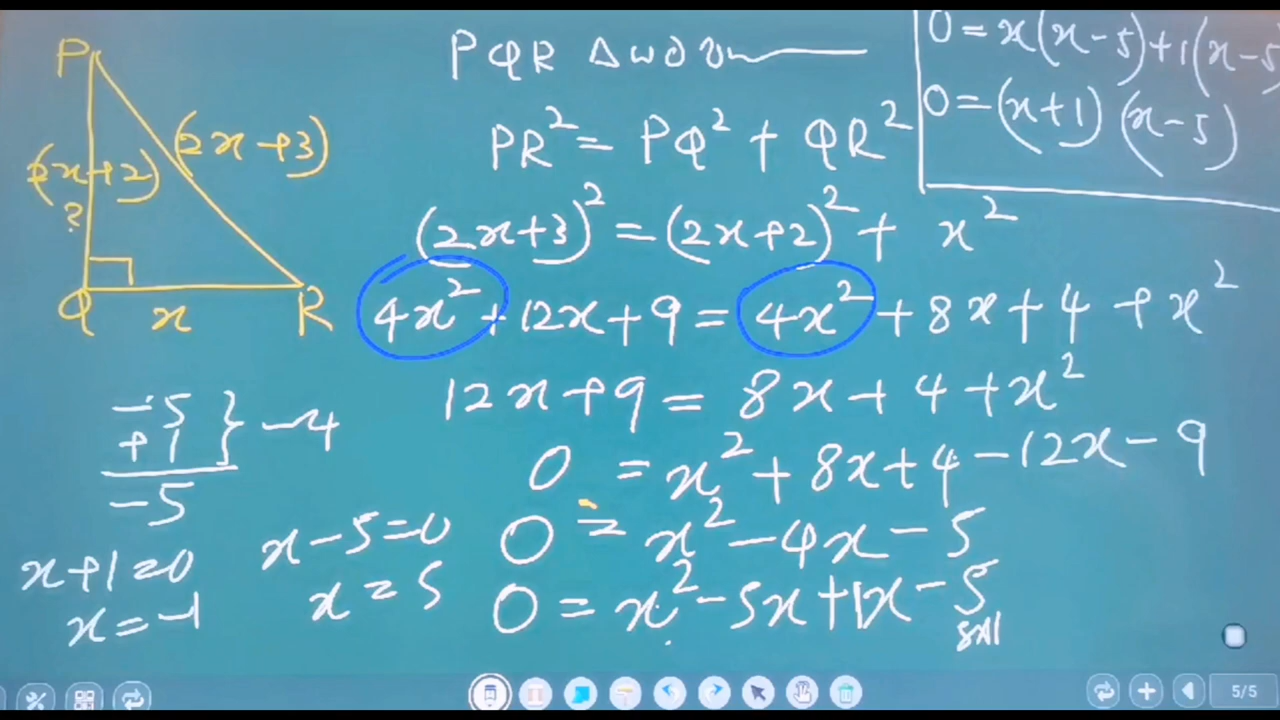 P
(2x+3)
(2x+2)
?
Q
x
R
PQR Δ
PR² = PQ² + QR²
(2x+3)² = (2x+2)² + x²
4x² + 12x + 9 = 4x² + 8x + 4 + x²
12x + 9 = 8x + 4 + x²
0 = x² + 8x + 4 - 12x - 9
0 = x² - 4x - 5
0 = x² - 5x + 1x - 5
5x1
0 = x(x-5)+1(x-5
0 = (x+1)(x-5)
-5
+1 } -4
-5
x+1=0
x=-1
x-5=0
x=5
5/5